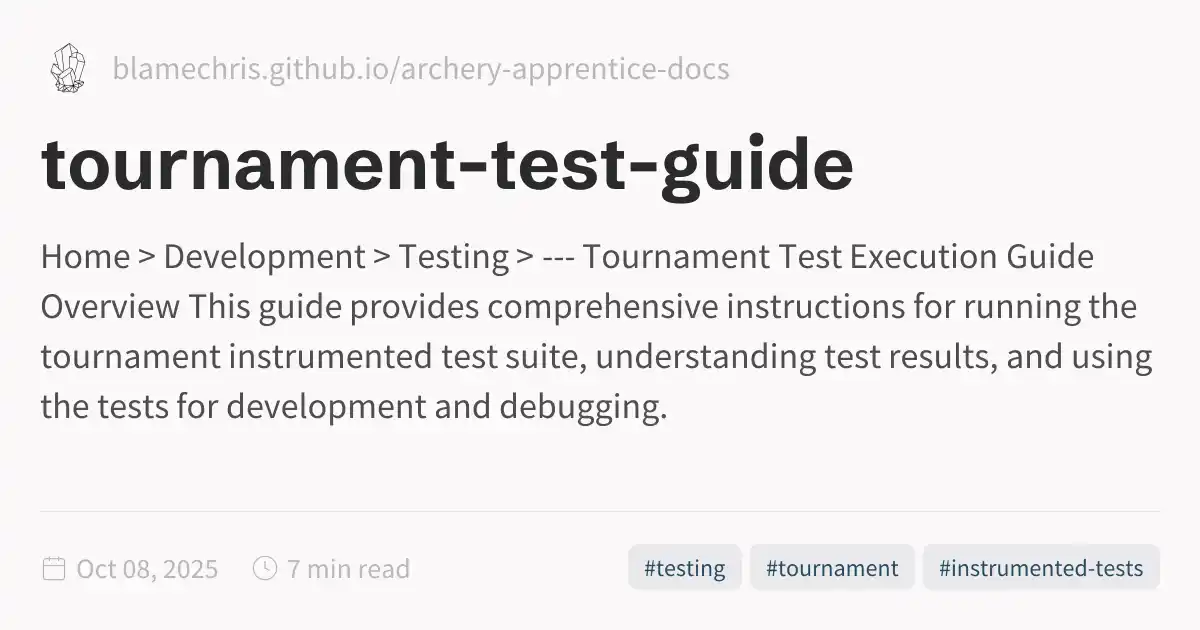 blamechris.github.io/archery-apprentice-docs
tournament-test-guide
Home > Development > Testing > --- Tournament Test Execution Guide
Overview This guide provides comprehensive instructions for running the
tournament instrumented test suite, understanding test results, and using
the tests for development and debugging.
Oct 08, 2025 7 min read #testing #tournament #instrumented-tests